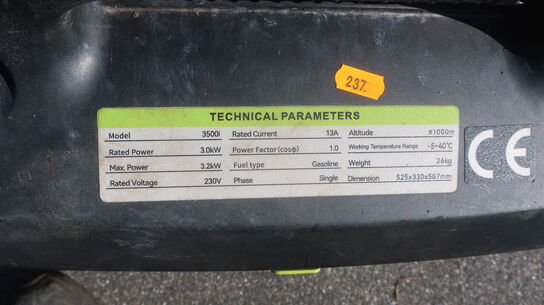 237.
TECHNICAL PARAMETERS
Model 3500i Rated Current 13A Altitude ≤1000m
Rated Power 3.0kW Power Factor(cosφ) 1.0 Working Temperature Range -5~40℃
Max. Power 3.2kW Fuel type Gasoline Weight 26kg
Rated Voltage 230V Phase Single Dimension 525x330x507mm
CE